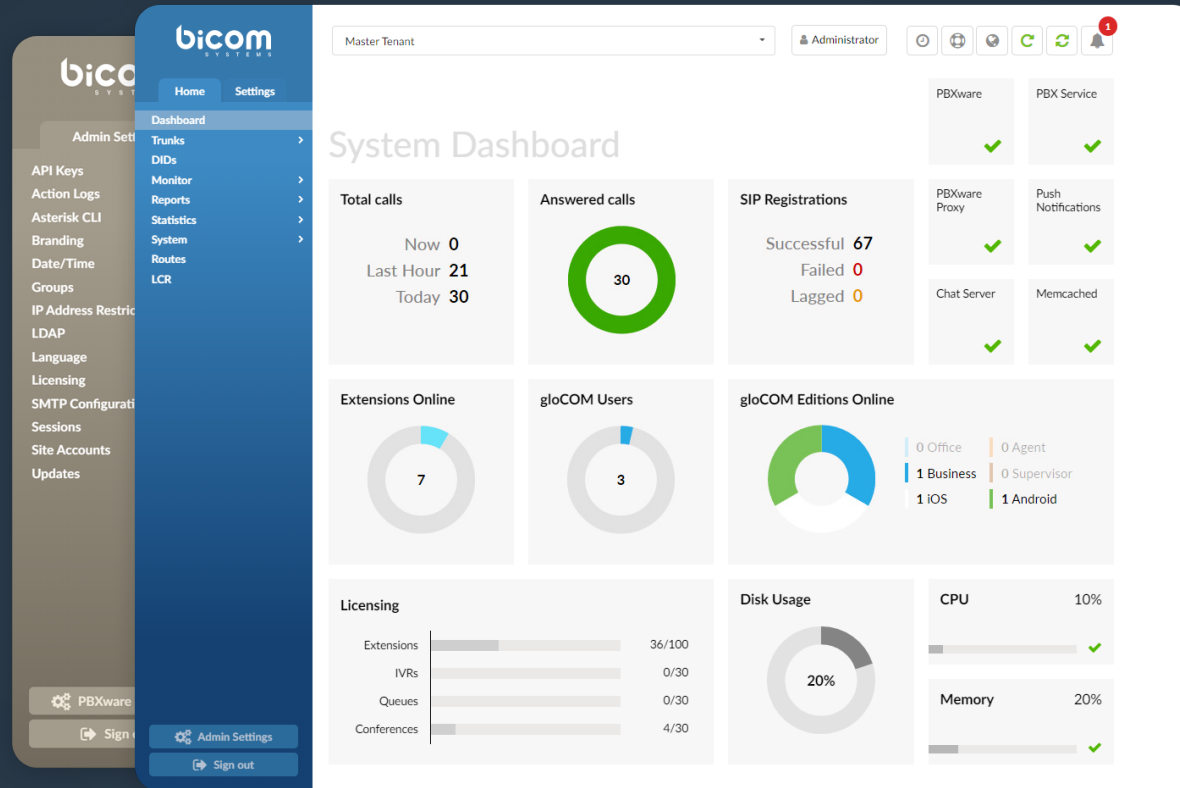 bico
SYST
Admin Sett
API Keys
Action Logs
Asterisk CLI
Branding
Date/Time
Groups
IP Address Restric
LDAP
Language
Licensing
SMTP Configurati
Sessions
Site Accounts
Updates
PBXware
Sign
bicom
SYSTEMS
Home Settings
Dashboard
Trunks
DIDs
Monitor
Reports
Statistics
System
Routes
LCR
Admin Settings
Sign out
Master Tenant
Administrator
1
System Dashboard
PBXware
PBX Service
Total calls
Now 0
Last Hour 21
Today 30
Answered calls
30
SIP Registrations
Successful 67
Failed 0
Lagged 0
PBXware
Proxy
Push
Notifications
Chat Server
Memcached
Extensions Online
7
gloCOM Users
3
gloCOM Editions Online
0 Office 0 Agent
1 Business 0 Supervisor
1 iOS 1 Android
Licensing
Extensions 36/100
IVRs 0/30
Queues 0/30
Conferences 4/30
Disk Usage
20%
CPU 10%
Memory 20%